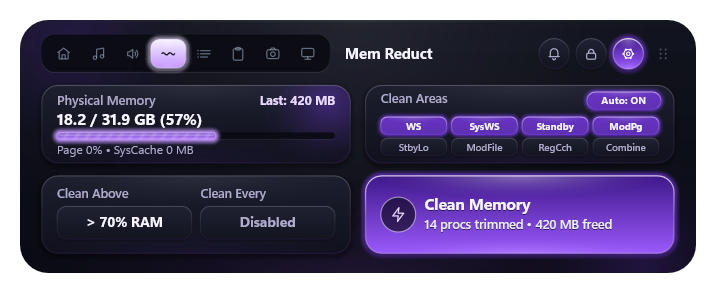 Mem Reduct
Physical Memory
Last: 420 MB
18.2 / 31.9 GB (57%)
Page 0% • SysCache 0 MB
Clean Areas
Auto: ON
WS SysWS Standby ModPg
StbyLo ModFile RegCch Combine
Clean Above
Clean Every
> 70% RAM
Disabled
Clean Memory
14 procs trimmed • 420 MB freed